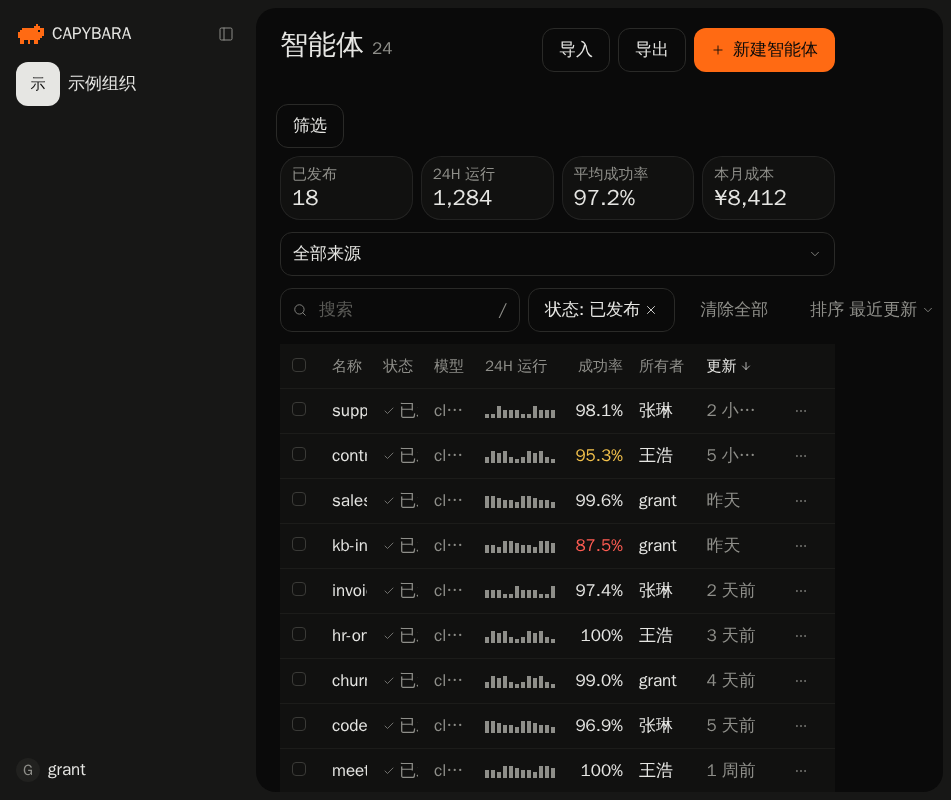 CAPYBARA
示 示例组织
智能体 24
导入 导出 + 新建智能体
筛选
已发布 24H 运行 平均成功率 本月成本
18 1,284 97.2% ¥8,412
全部来源
搜索 / 状态: 已发布 × 清除全部 排序 最近更新
名称 状态 模型 24H 运行 成功率 所有者 更新 ↓
supp 已. cl··· 98.1% 张琳 2 小··· ···
contr 已. cl··· 95.3% 王浩 5 小··· ···
sales 已. cl··· 99.6% grant 昨天 ···
kb-in 已. cl··· 87.5% grant 昨天 ···
invoi 已. cl··· 97.4% 张琳 2 天前 ···
hr-or 已. cl··· 100% 王浩 3 天前 ···
churr 已. cl··· 99.0% grant 4 天前 ···
code 已. cl··· 96.9% 张琳 5 天前 ···
meet 已. cl··· 100% 王浩 1 周前 ···
G grant